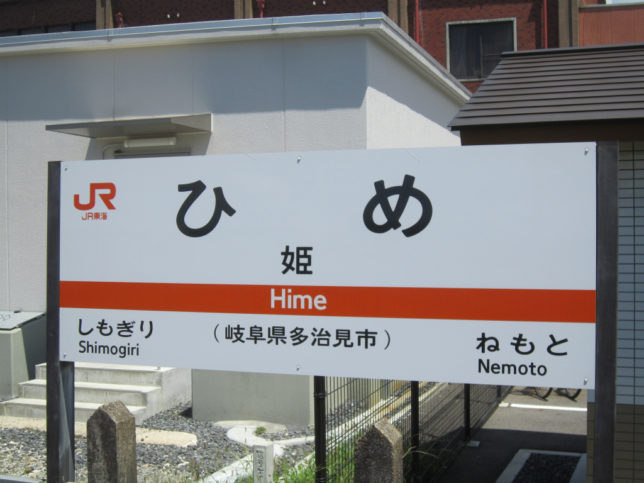 JR
JR東海
ひめ
姫
Hime
しもぎり
Shimogiri
（岐阜県多治見市）
ねもと
Nemoto